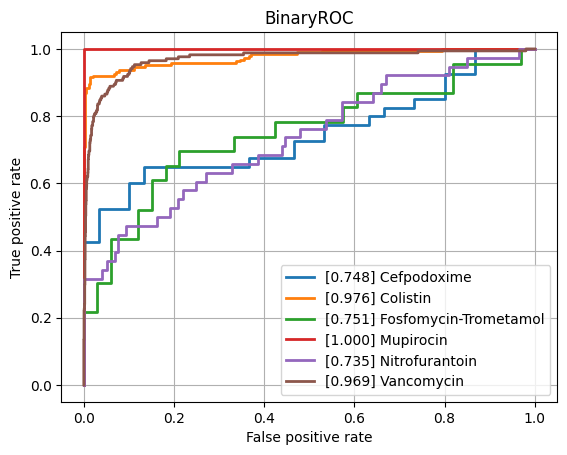 BinaryROC
True positive rate
1.0
0.8
0.6
0.4
0.2
0.0
[0.748] Cefpodoxime
[0.976] Colistin
[0.751] Fosfomycin-Trometamol
[1.000] Mupirocin
[0.735] Nitrofurantoin
[0.969] Vancomycin
0.0 0.2 0.4 0.6 0.8 1.0
False positive rate